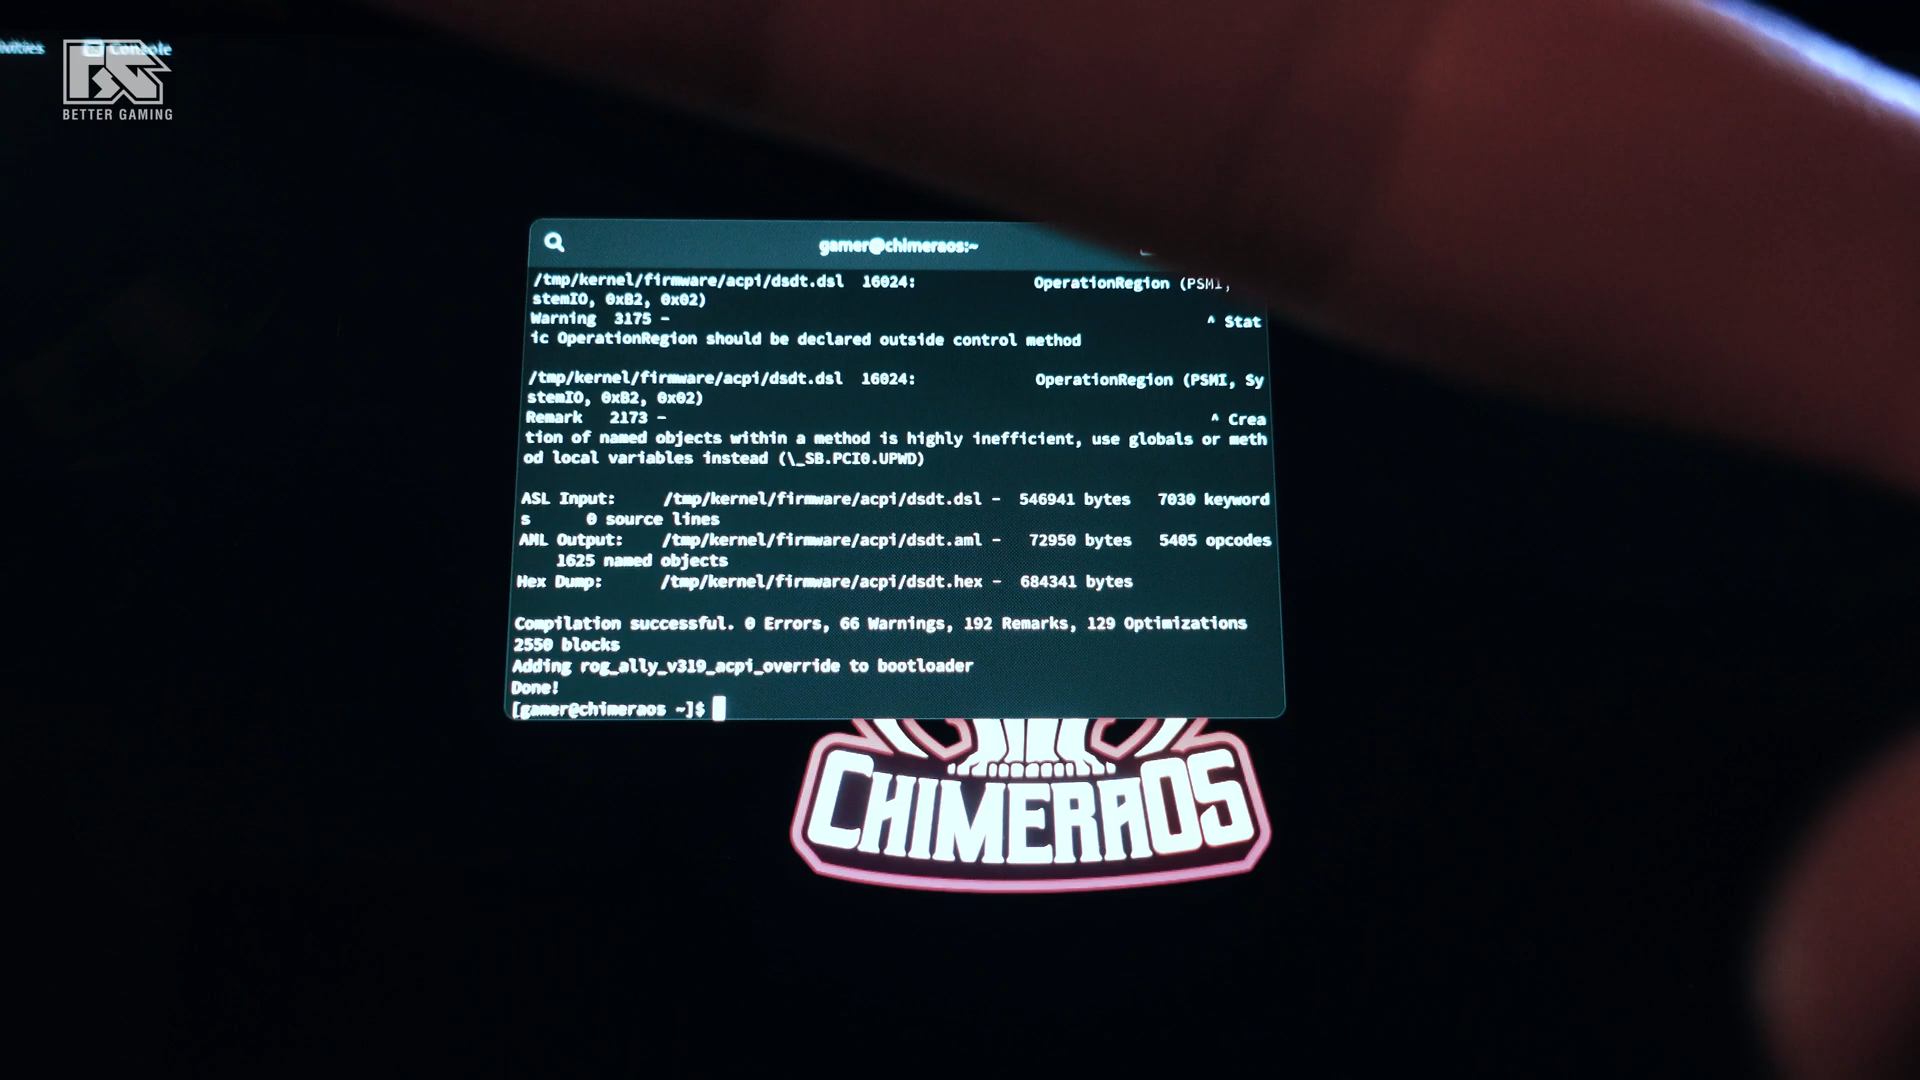 Console
BETTER GAMING
gamer@chimeraos:~
/tmp/kernel/firmware/acpi/dsdt.dsl 16024: OperationRegion (PSMI,
stemIO, 0xB2, 0x02)
Warning 3175 - ^ Stat
ic OperationRegion should be declared outside control method
/tmp/kernel/firmware/acpi/dsdt.dsl 16024: OperationRegion (PSMI, Sy
stemIO, 0xB2, 0x02)
Remark 2173 - ^ Crea
tion of named objects within a method is highly inefficient, use globals or meth
od local variables instead (\_SB.PCI0.UPWD)
ASL Input: /tmp/kernel/firmware/acpi/dsdt.dsl - 546941 bytes 7030 keyword
s 0 source lines
AML Output: /tmp/kernel/firmware/acpi/dsdt.aml - 72950 bytes 5405 opcodes
1625 named objects
Hex Dump: /tmp/kernel/firmware/acpi/dsdt.hex - 684341 bytes
Compilation successful. 0 Errors, 66 Warnings, 192 Remarks, 129 Optimizations
2550 blocks
Adding rog_ally_v319_acpi_override to bootloader
Done!
[gamer@chimeraos ~]$
CHIMERAOS